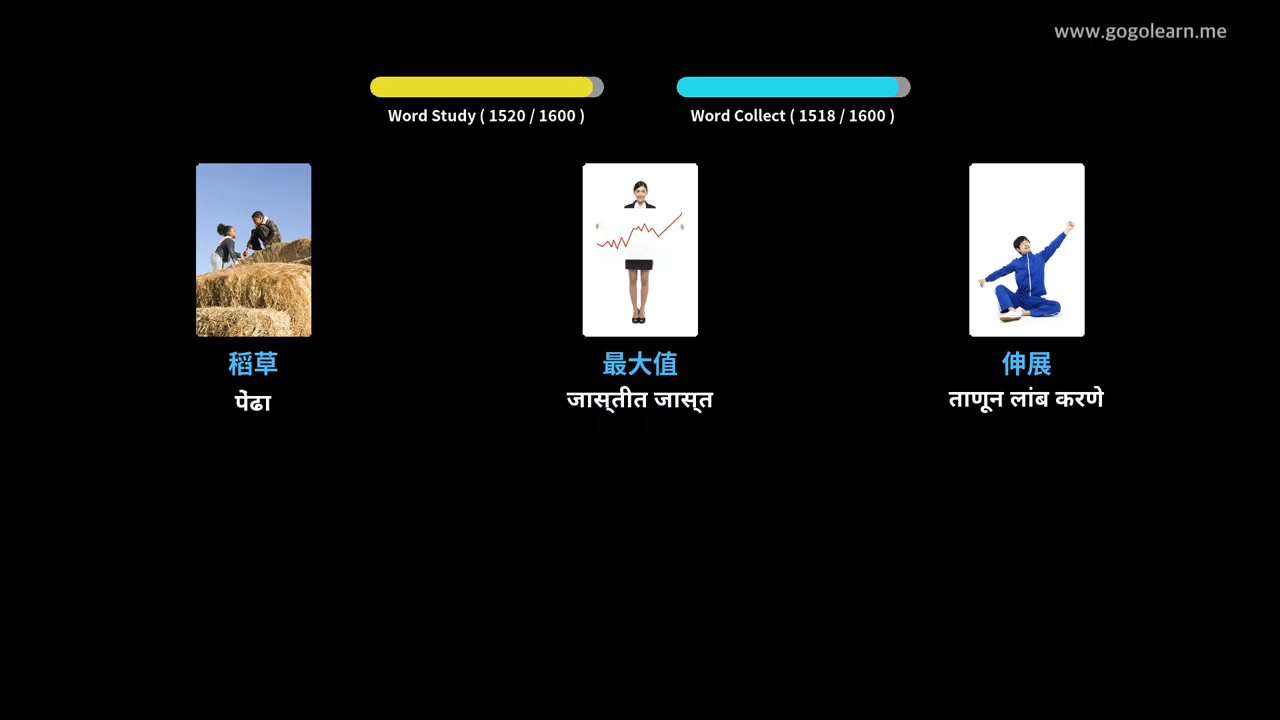 www.gogolearn.me
Word Study ( 1520 / 1600 )
Word Collect ( 1518 / 1600 )
稻草
最大值
伸展
पेंढा
जास्तीत जास्त
ताणून लांब करणे